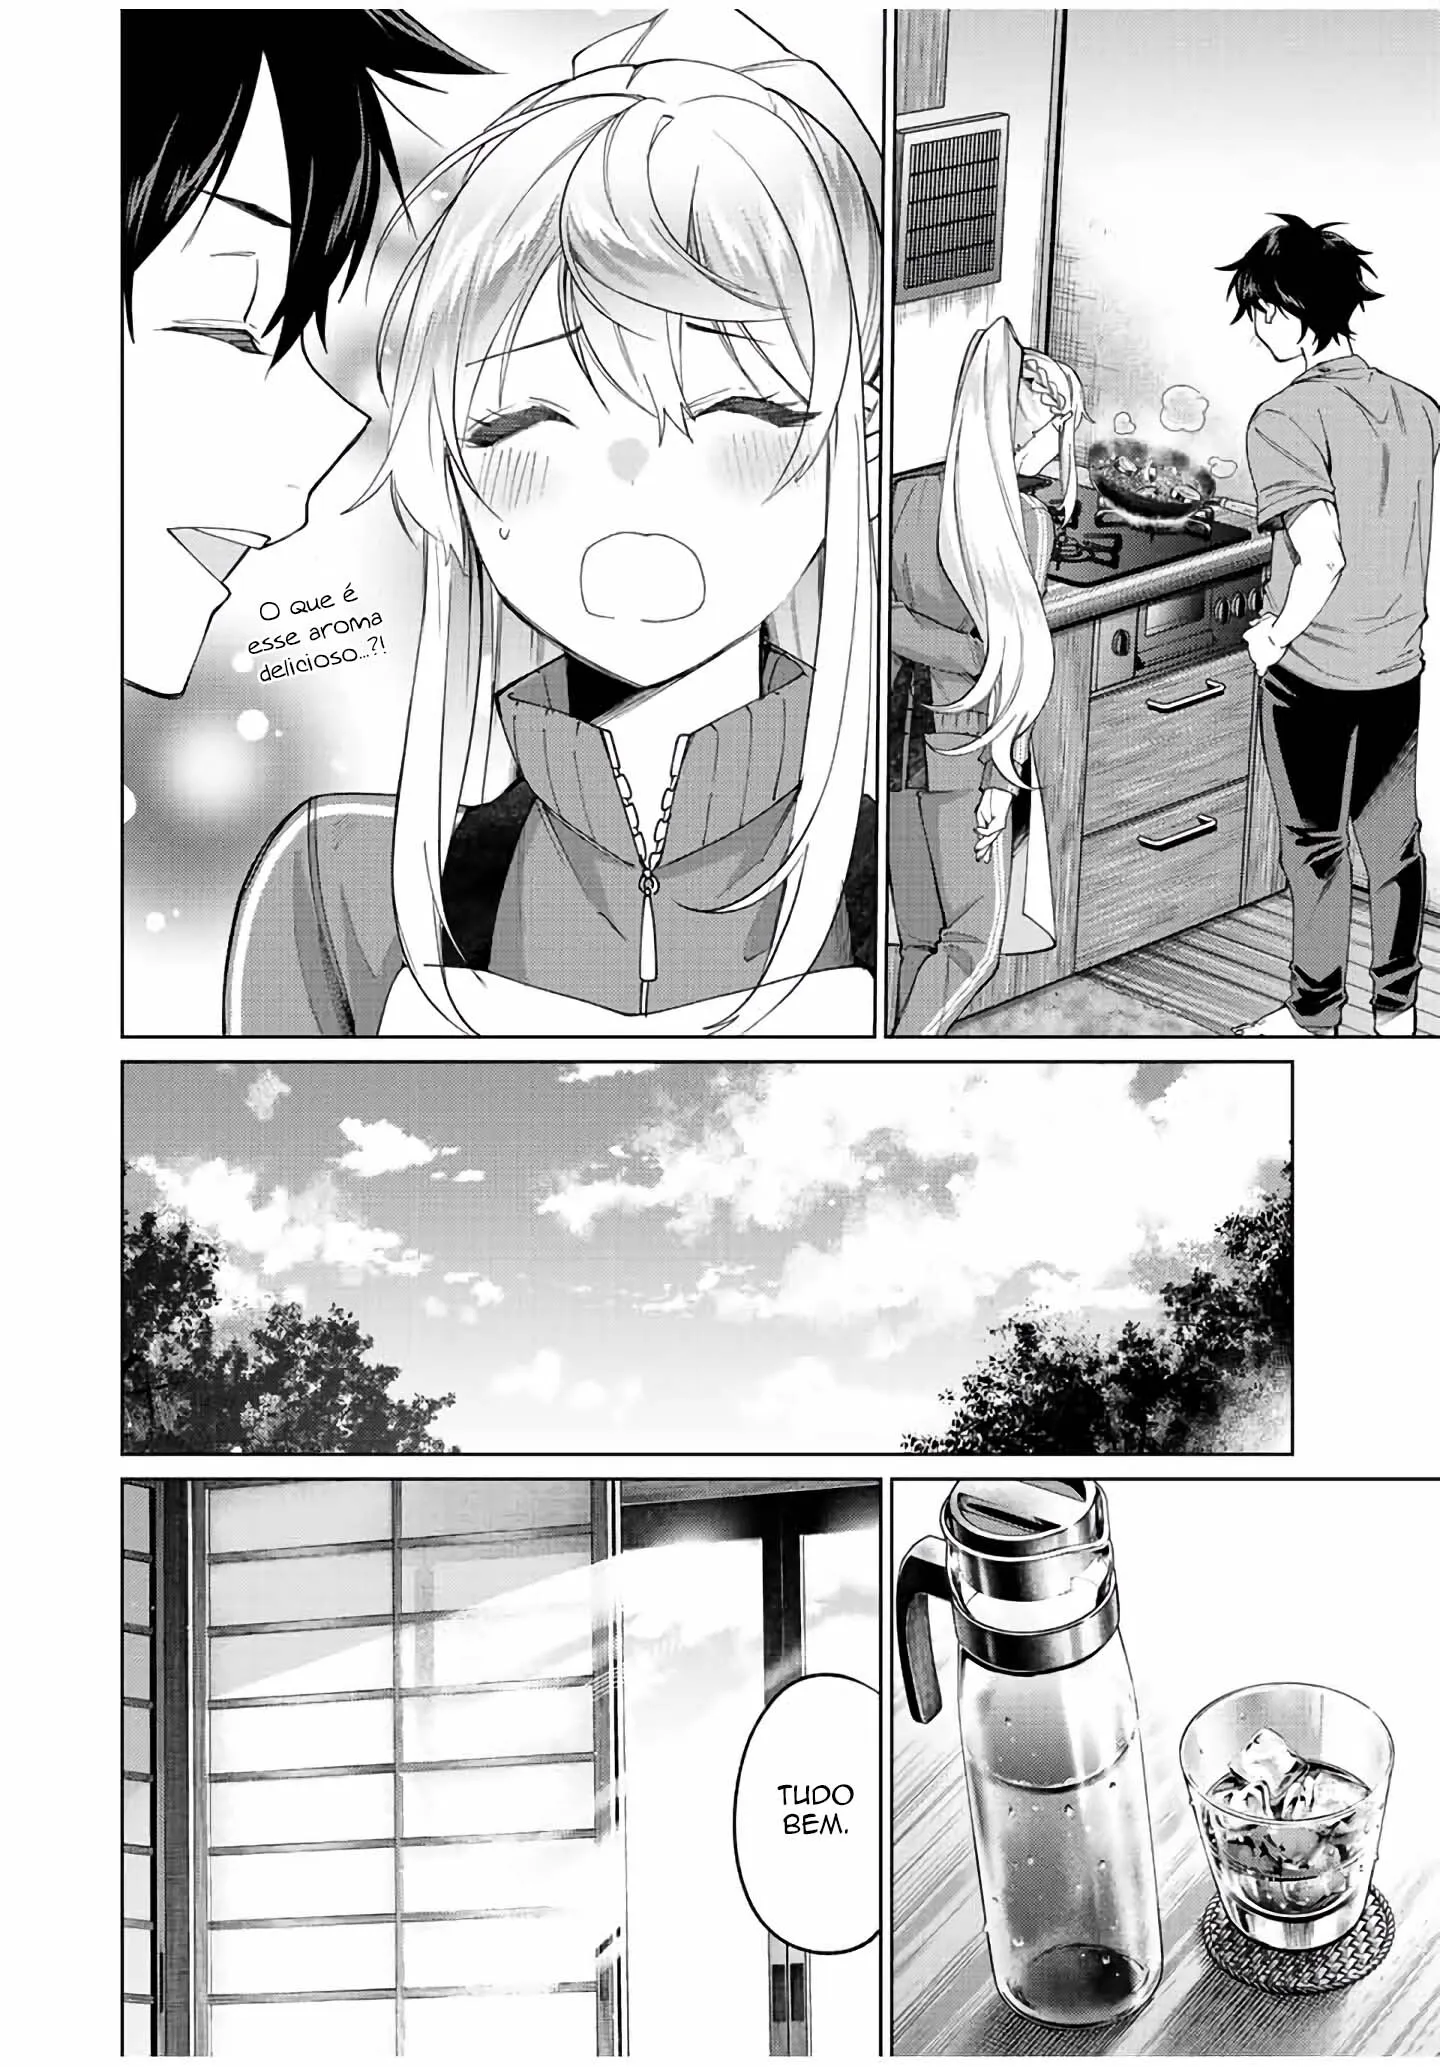 O que é
esse aroma
delicioso...?!
TUDO
BEM.